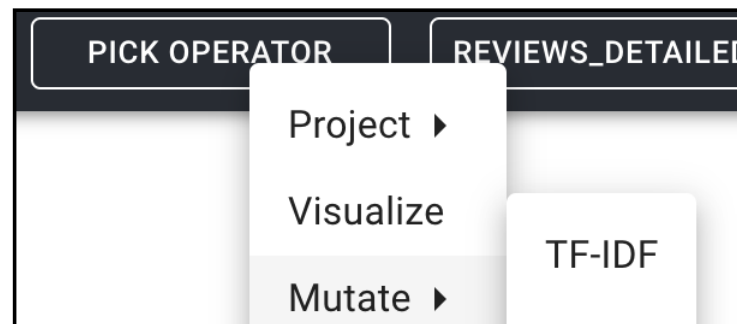 PICK OPERATOR
REVIEWS_DETAILED
Project
Visualize
TF-IDF
Mutate